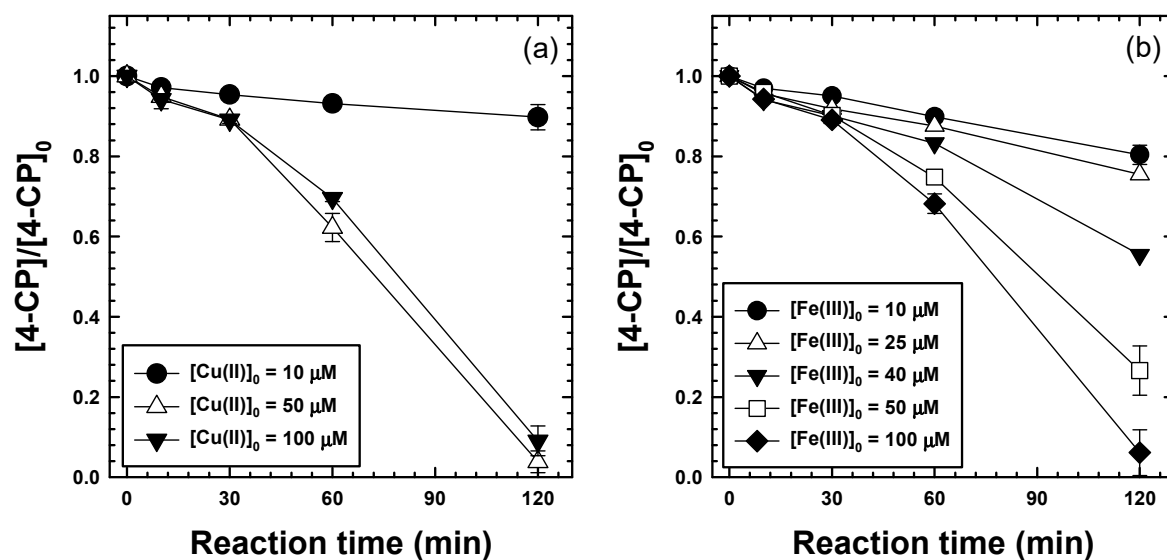 (a)
[4-CP]/[4-CP]₀
1.0
0.8
0.6
0.4
0.2
0.0
[Cu(II)]₀ = 10 μM
[Cu(II)]₀ = 50 μM
[Cu(II)]₀ = 100 μM
0 30 60 90 120
Reaction time (min)
(b)
[4-CP]/[4-CP]₀
1.0
0.8
0.6
0.4
0.2
0.0
[Fe(III)]₀ = 10 μM
[Fe(III)]₀ = 25 μM
[Fe(III)]₀ = 40 μM
[Fe(III)]₀ = 50 μM
[Fe(III)]₀ = 100 μM
0 30 60 90 120
Reaction time (min)